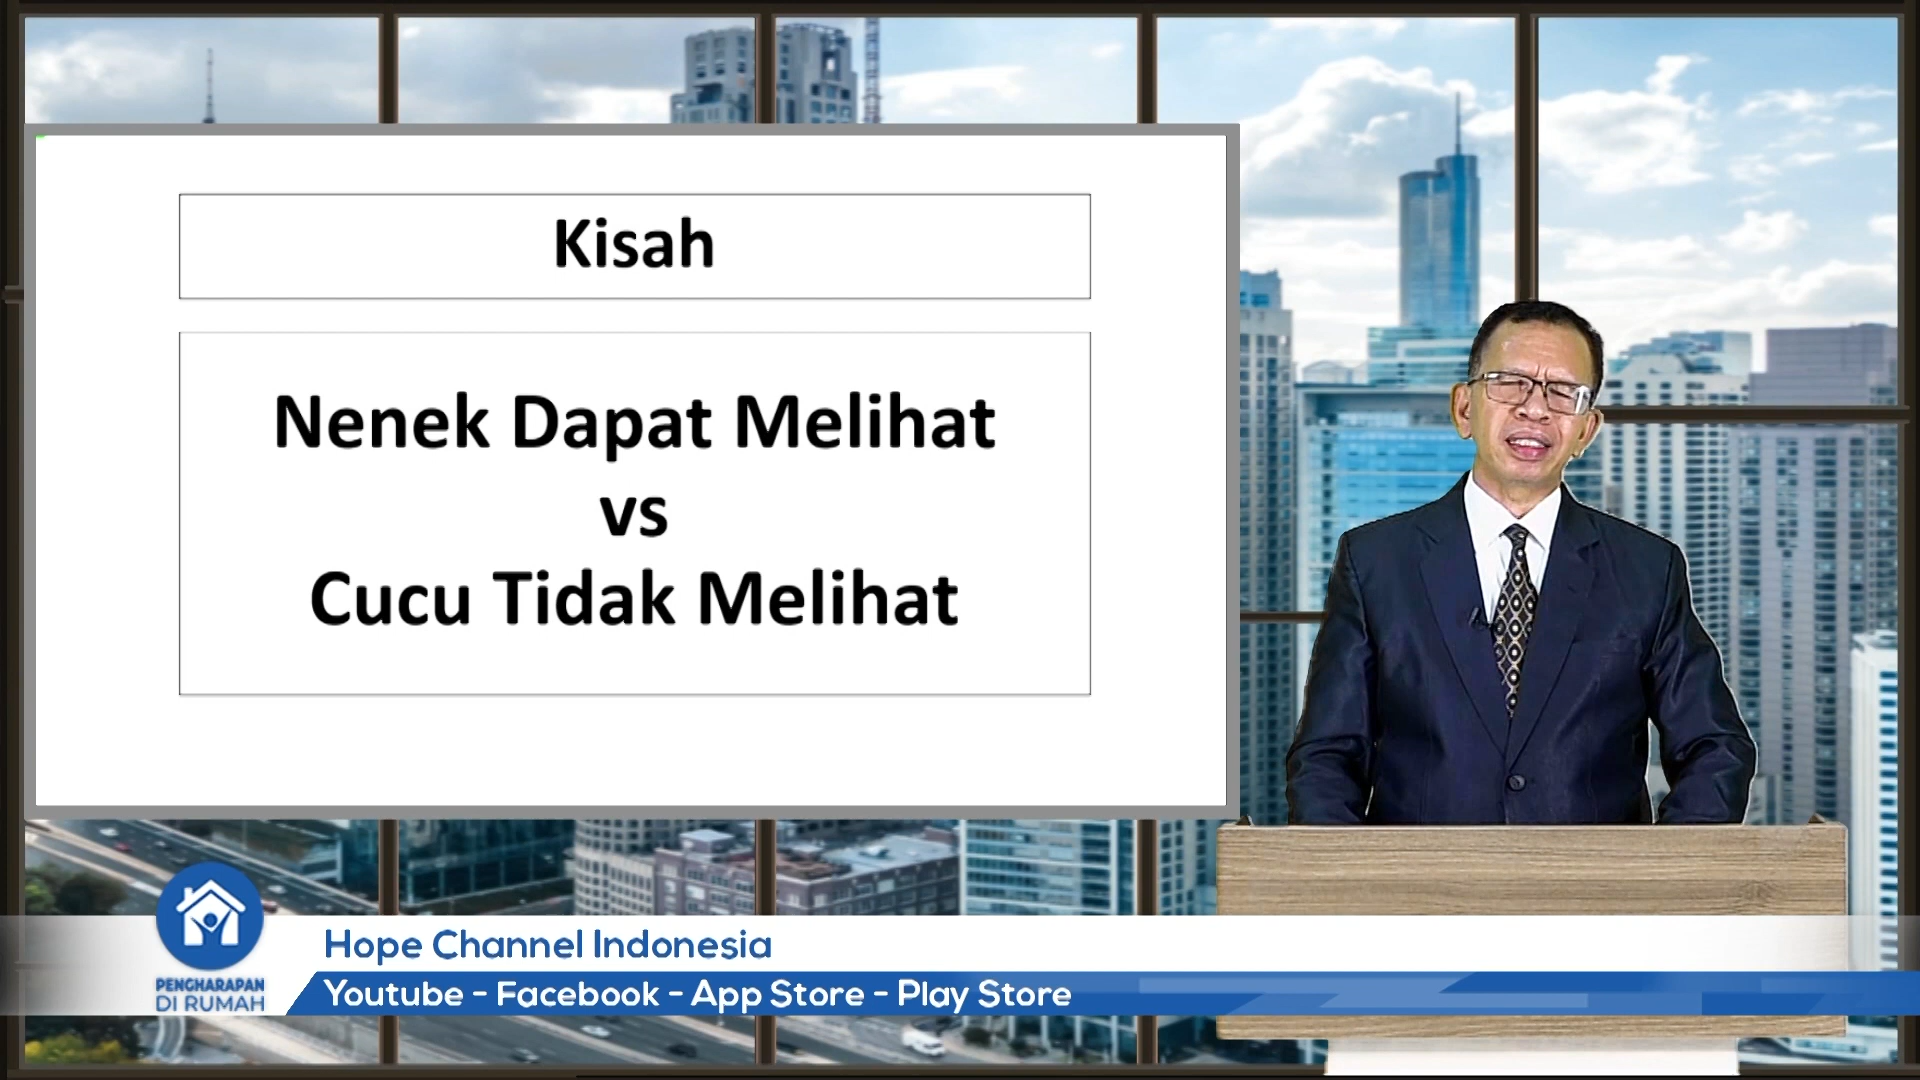 Kisah
Nenek Dapat Melihat
vs
Cucu Tidak Melihat
Hope Channel Indonesia
Youtube - Facebook - App Store - Play Store
PENGHARAPAN
DI RUMAH